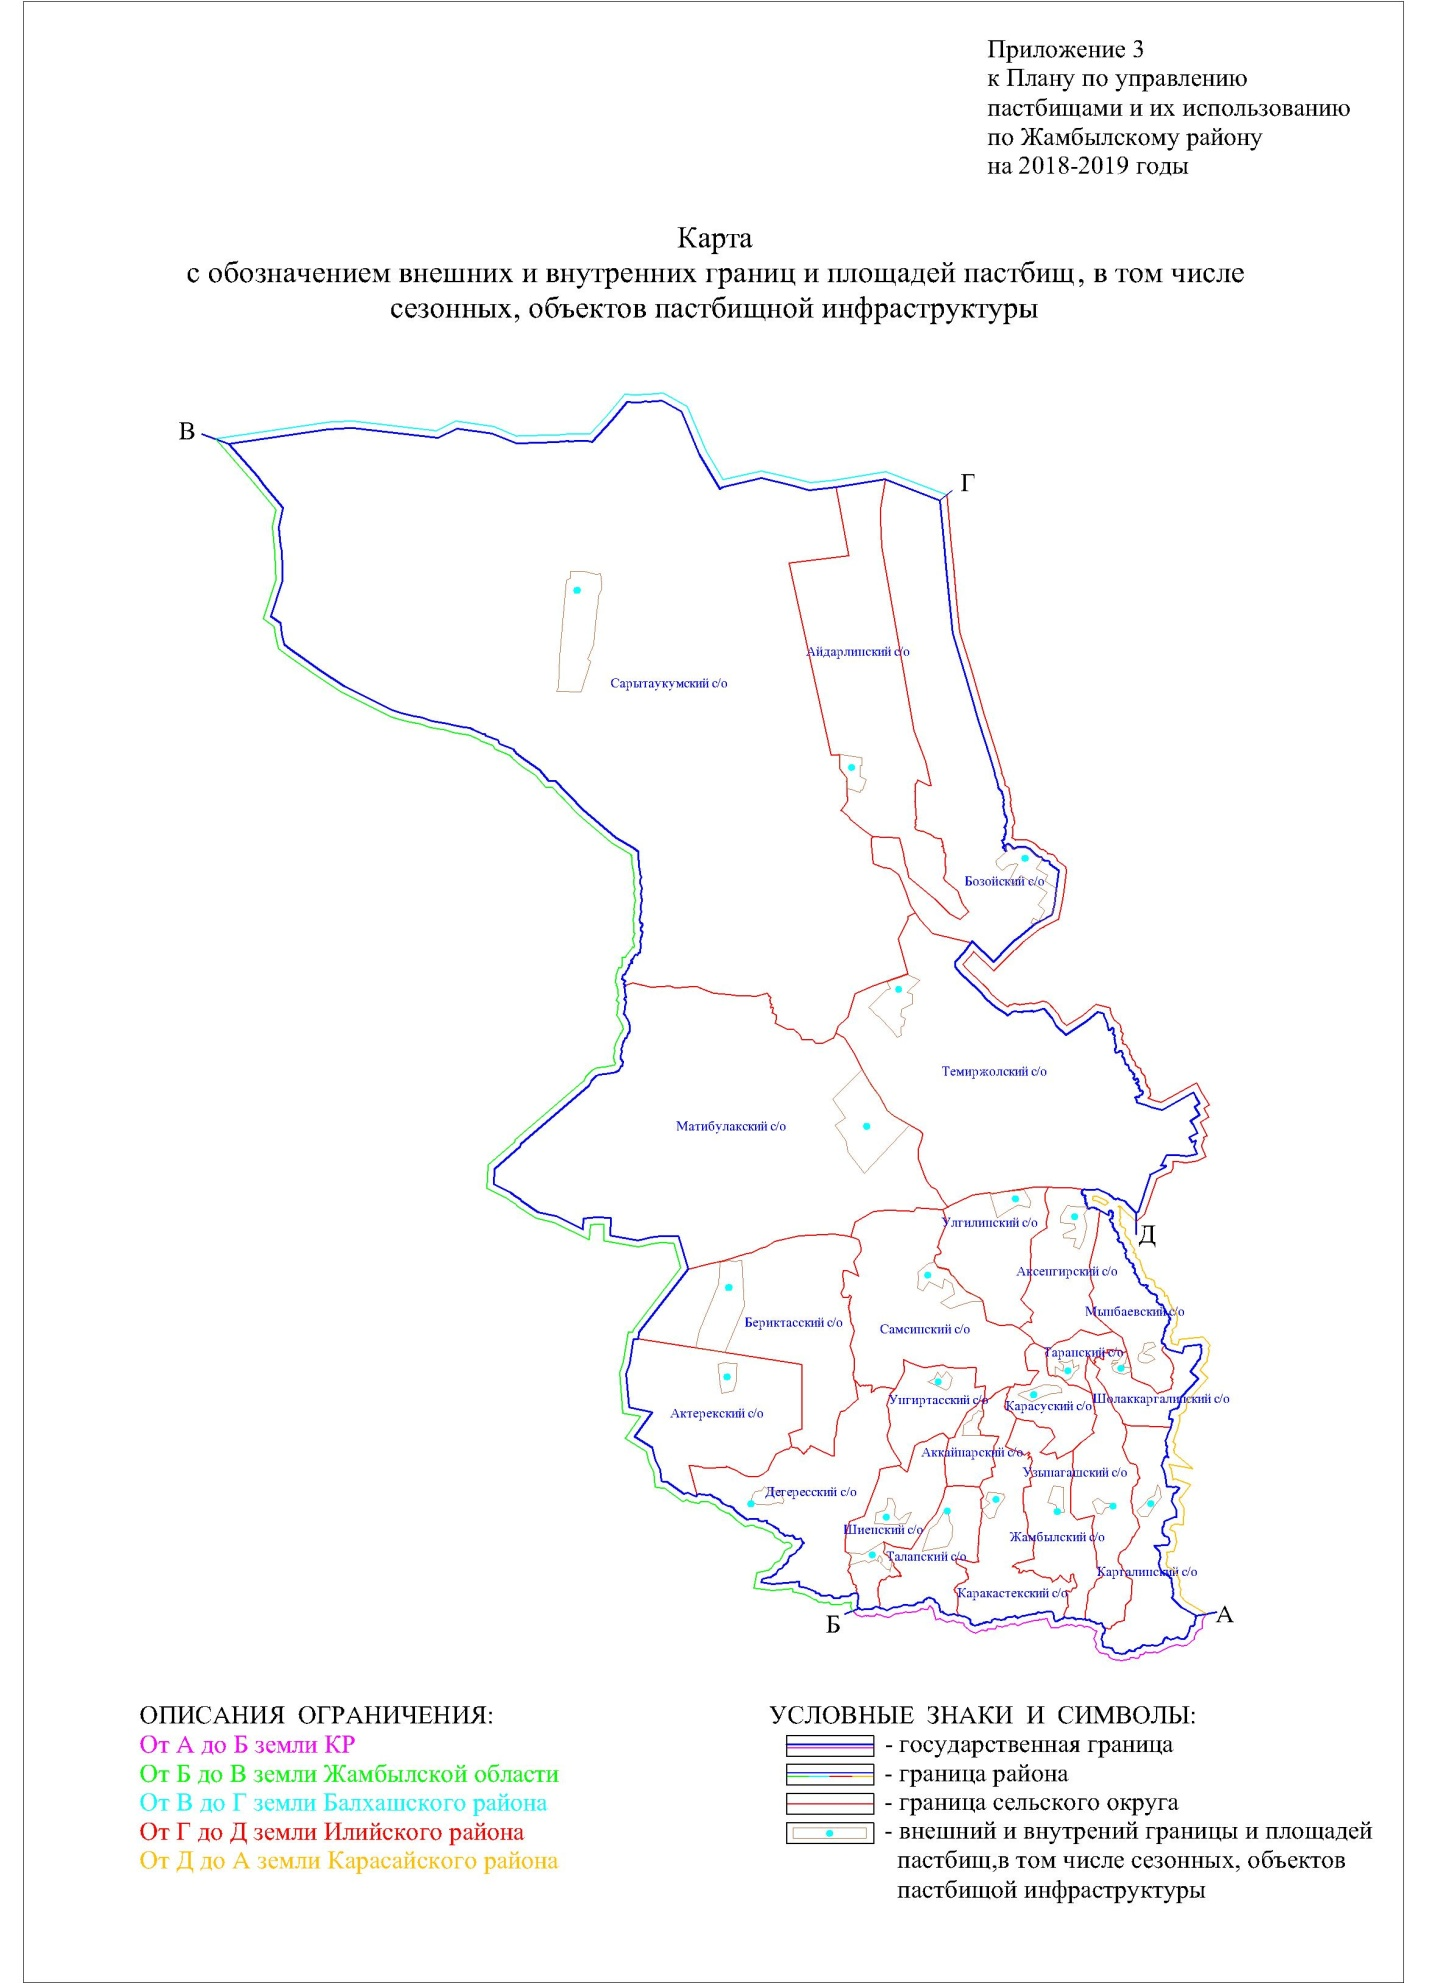 Приложение 3
к Плану по управлению
пастбищами и их использованию
по Жамбылскому району
на 2018-2019 годы
Карта
с обозначением внешних и внутренних границ и площадей пастбищ, в том числе
сезонных, объектов пастбищной инфраструктуры
В
Г
Айдарлинский с/о
Сарытаукумский с/о
Бозойский с/о
Темиржолский с/о
Матибулакский с/о
Улгилинский с/о
Д
Аксенгирский с/о
Мынбаевский с/о
Бериктасский с/о
Самсинский с/о
Таранский с/о
Унгиртасский с/о
Карасуский с/о
Шолаккаргалинский с/о
Актерекский с/о
Аккайнарский с/о
Узынагашский с/о
Дегересский с/о
Шиенский с/о
Жамбылский с/о
Талапский с/о
Каргалинский с/о
Каракастекский с/о
Б
А
ОПИСАНИЯ ОГРАНИЧЕНИЯ:
От А до Б земли КР
От Б до В земли Жамбылской области
От В до Г земли Балхашского района
От Г до Д земли Илийского района
От Д до А земли Карасайского района
УСЛОВНЫЕ ЗНАКИ И СИМВОЛЫ:
- государственная граница
- граница района
- граница сельского округа
- внешний и внутрений границы и площадей
пастбищ,в том числе сезонных, объектов
пастбищой инфраструктуры